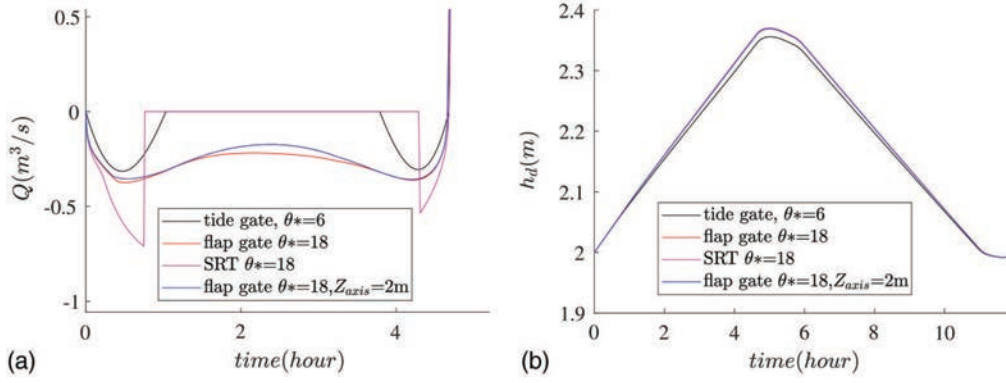 0.5
0
-0.5
-1
Q(m³/s)
0
2
4
time(hour)
tide gate, θ*=6
flap gate θ*=18
SRT θ*=18
flap gate θ*=18,Z_axis=2m
(a)
2.4
2.3
2.2
2.1
2
1.9
h_d(m)
0
2
4
6
8
10
time(hour)
tide gate θ*=6
flap gate θ*=18
SRT θ*=18
flap gate θ*=18,Z_axis=2m
(b)